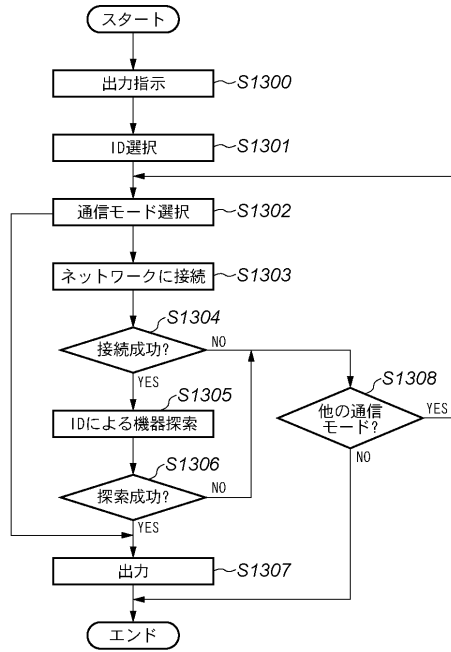 スタート
出力指示 S1300
ID選択 S1301
通信モード選択 S1302
ネットワークに接続 S1303
S1304
接続成功? NO
YES
S1305
IDによる機器探索
S1306
探索成功? NO
YES
S1308
他の通信
モード? YES
NO
出力 S1307
エンド